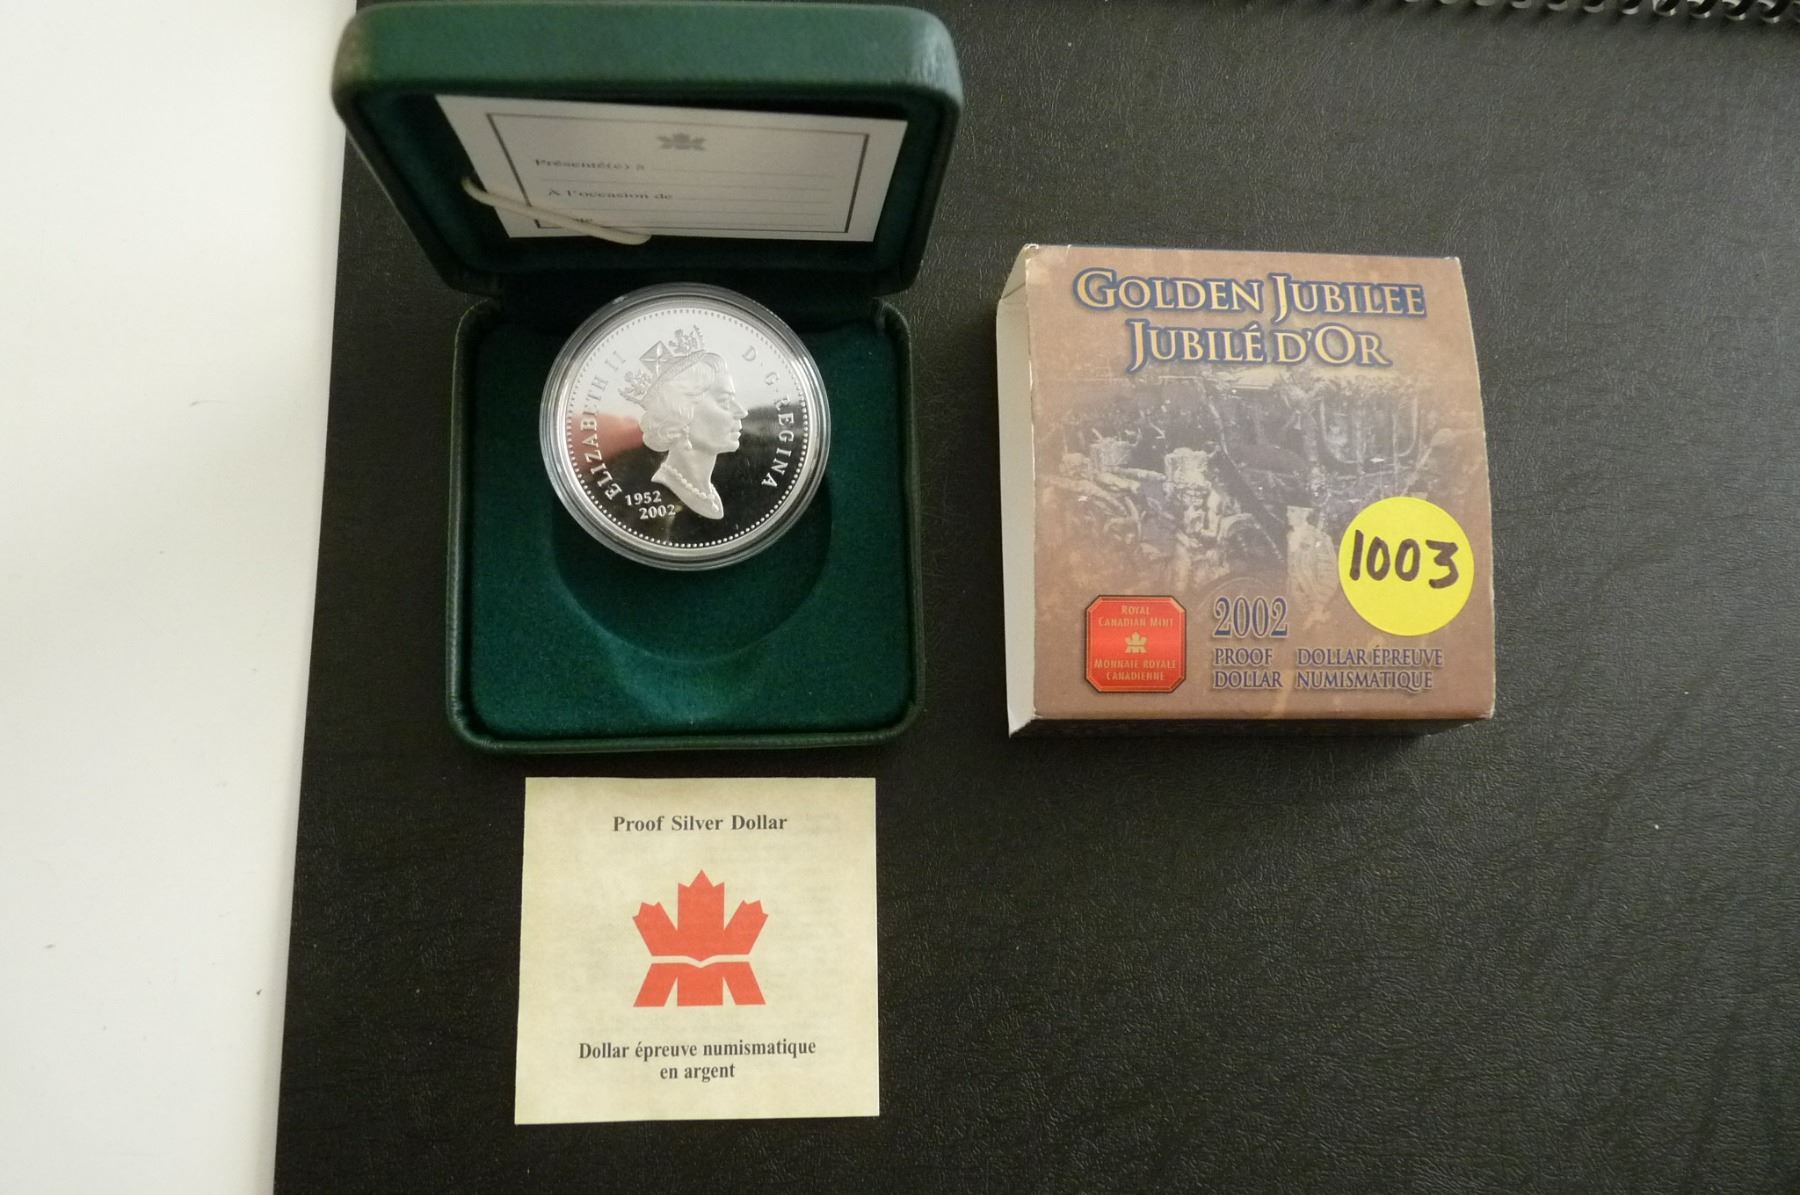 Présenté(e) à
À l'occasion de
ELIZABETH II
D·G·REGINA
1952
2002
GOLDEN JUBILEE
JUBILÉ D'OR
1003
ROYAL
CANADIAN MINT
MONNAIE ROYALE
CANADIENNE
2002
PROOF
DOLLAR
DOLLAR ÉPREUVE
NUMISMATIQUE
Proof Silver Dollar
Dollar épreuve numismatique
en argent